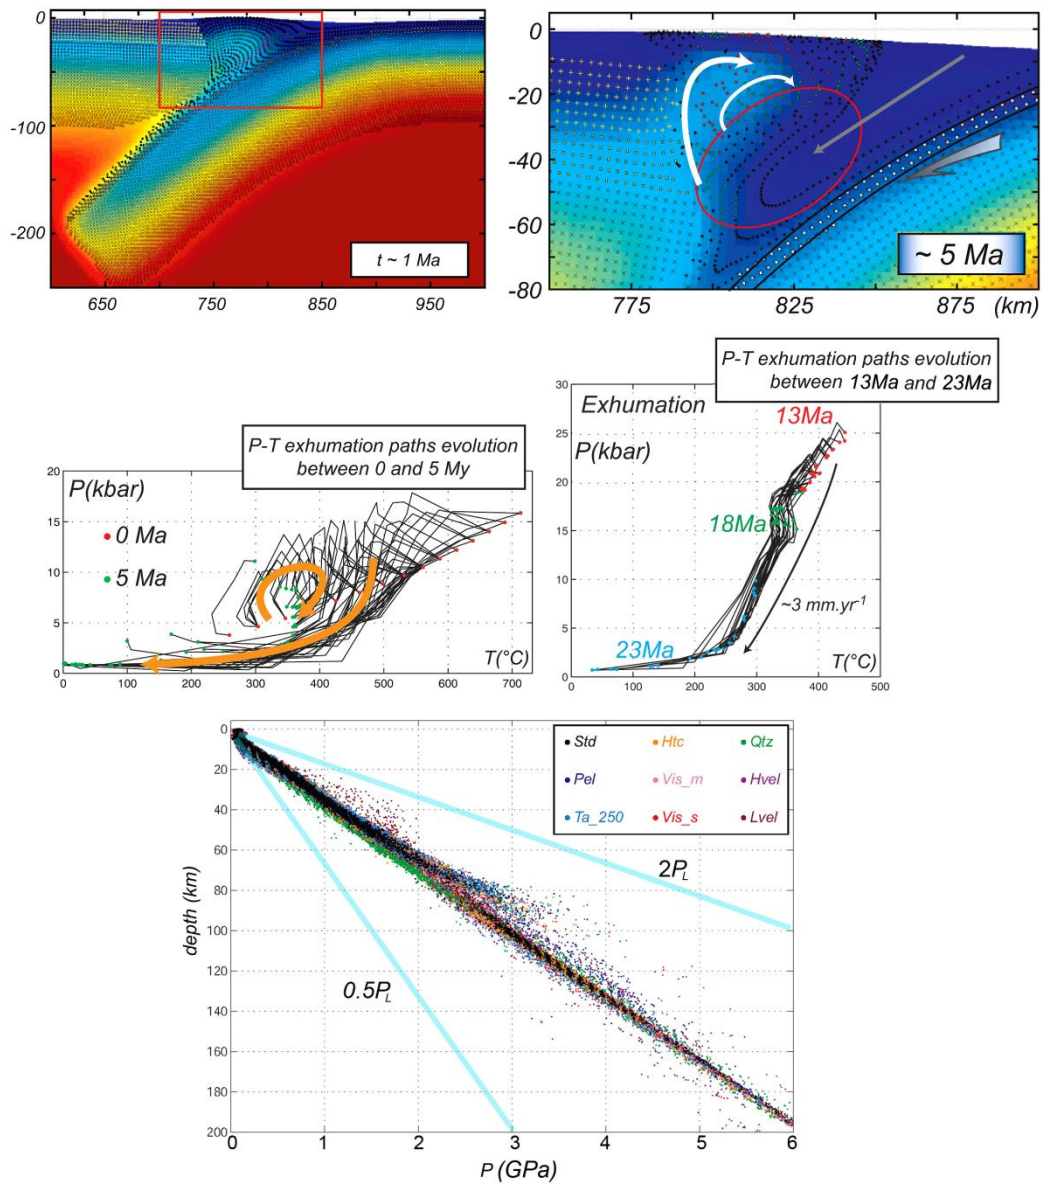 0
-100
-200
t ~ 1 Ma
650
750
850
950
0
-20
-40
-60
-80
~ 5 Ma
775
825
875
(km)
P-T exhumation paths evolution
between 0 and 5 My
20
15
10
5
0
P(kbar)
0 Ma
5 Ma
T(°C)
0
100
200
300
400
500
600
700
P-T exhumation paths evolution
between 13Ma and 23Ma
30
25
20
15
10
5
0
Exhumation
P(kbar)
13Ma
18Ma
~3 mm.yr-1
23Ma
T(°C)
0
100
200
300
400
500
0
20
40
60
80
100
120
140
160
180
200
depth (km)
Std
Htc
Qtz
Pel
Vis_m
Hvel
Ta_250
Vis_s
Lvel
2PL
0.5PL
0
1
2
3
4
5
6
P (GPa)